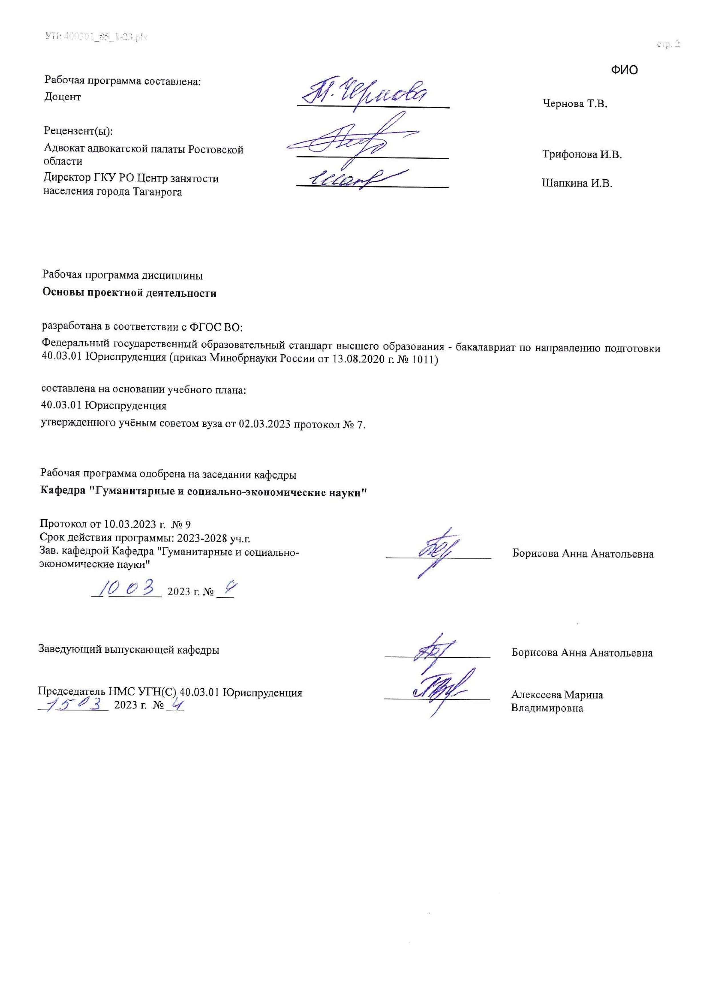 УП: 400301_85_1-23.plx
стр. 2
ФИО
Рабочая программа составлена:
Доцент
Т. Чернова
Чернова Т.В.
Рецензент(ы):
Адвокат адвокатской палаты Ростовской
области
Трифонова И.В.
Директор ГКУ РО Центр занятости
населения города Таганрога
Шапкина И.В.
Рабочая программа дисциплины
Основы проектной деятельности
разработана в соответствии с ФГОС ВО:
Федеральный государственный образовательный стандарт высшего образования - бакалавриат по направлению подготовки
40.03.01 Юриспруденция (приказ Минобрнауки России от 13.08.2020 г. № 1011)
составлена на основании учебного плана:
40.03.01 Юриспруденция
утвержденного учёным советом вуза от 02.03.2023 протокол № 7.
Рабочая программа одобрена на заседании кафедры
Кафедра "Гуманитарные и социально-экономические науки"
Протокол от 10.03.2023 г. № 9
Срок действия программы: 2023-2028 уч.г.
Зав. кафедрой Кафедра "Гуманитарные и социально-
экономические науки"
Борисова Анна Анатольевна
10 03 2023 г. №
Заведующий выпускающей кафедры
Борисова Анна Анатольевна
Председатель НМС УГН(С) 40.03.01 Юриспруденция
Алексеева Марина
Владимировна
15 03 2023 г. № 4